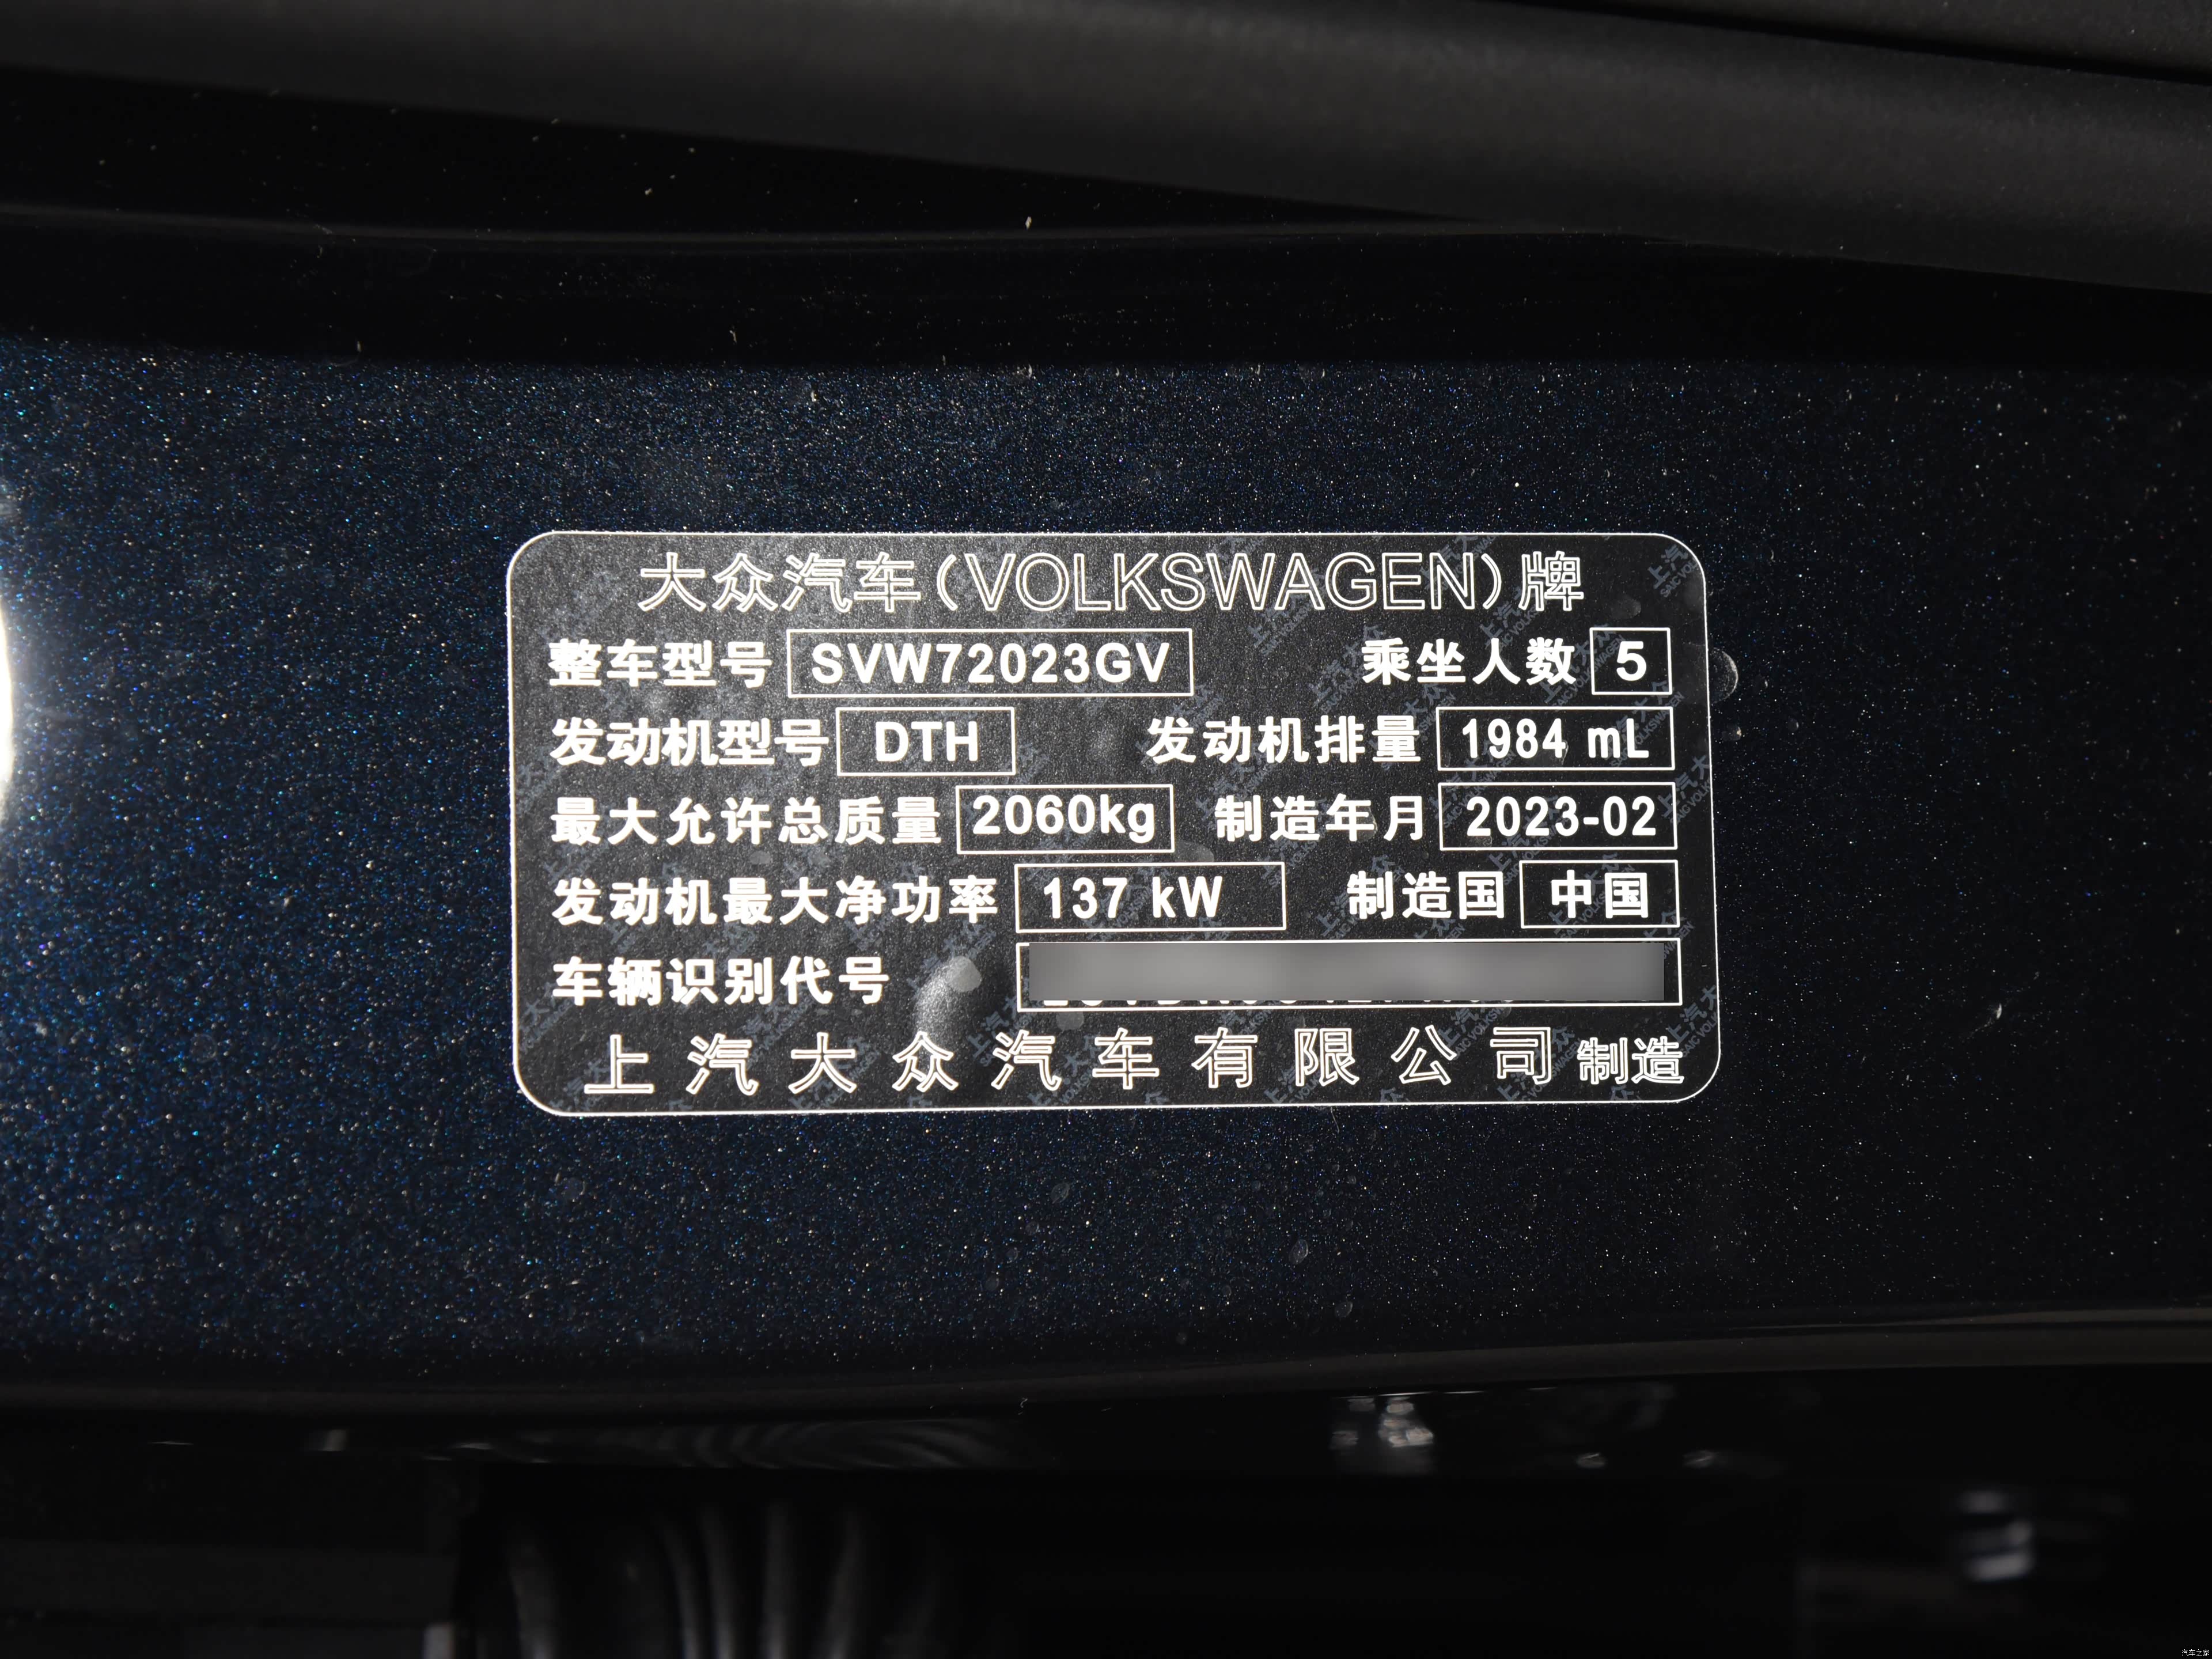 大众汽车(VOLKSWAGEN)牌
整车型号 SVW72023GV 乘坐人数 5
发动机型号 DTH 发动机排量 1984 mL
最大允许总质量 2060kg 制造年月 2023-02
发动机最大净功率 137 kW 制造国 中国
车辆识别代号
上汽大众汽车有限公司制造
汽车之家